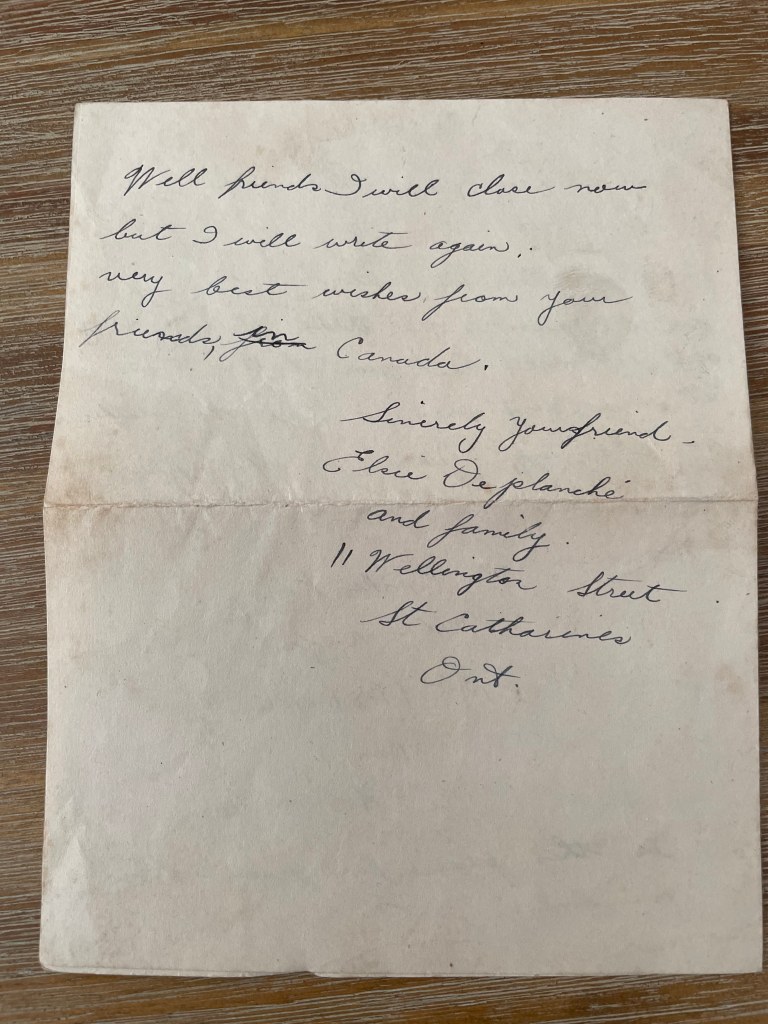 Well friends I will close now
but I will write again.
very best wishes from your
friends, in Canada.
Sincerely your friend -
Elsie Deplanché
and family.
11 Wellington Street
St Catharines
Ont.